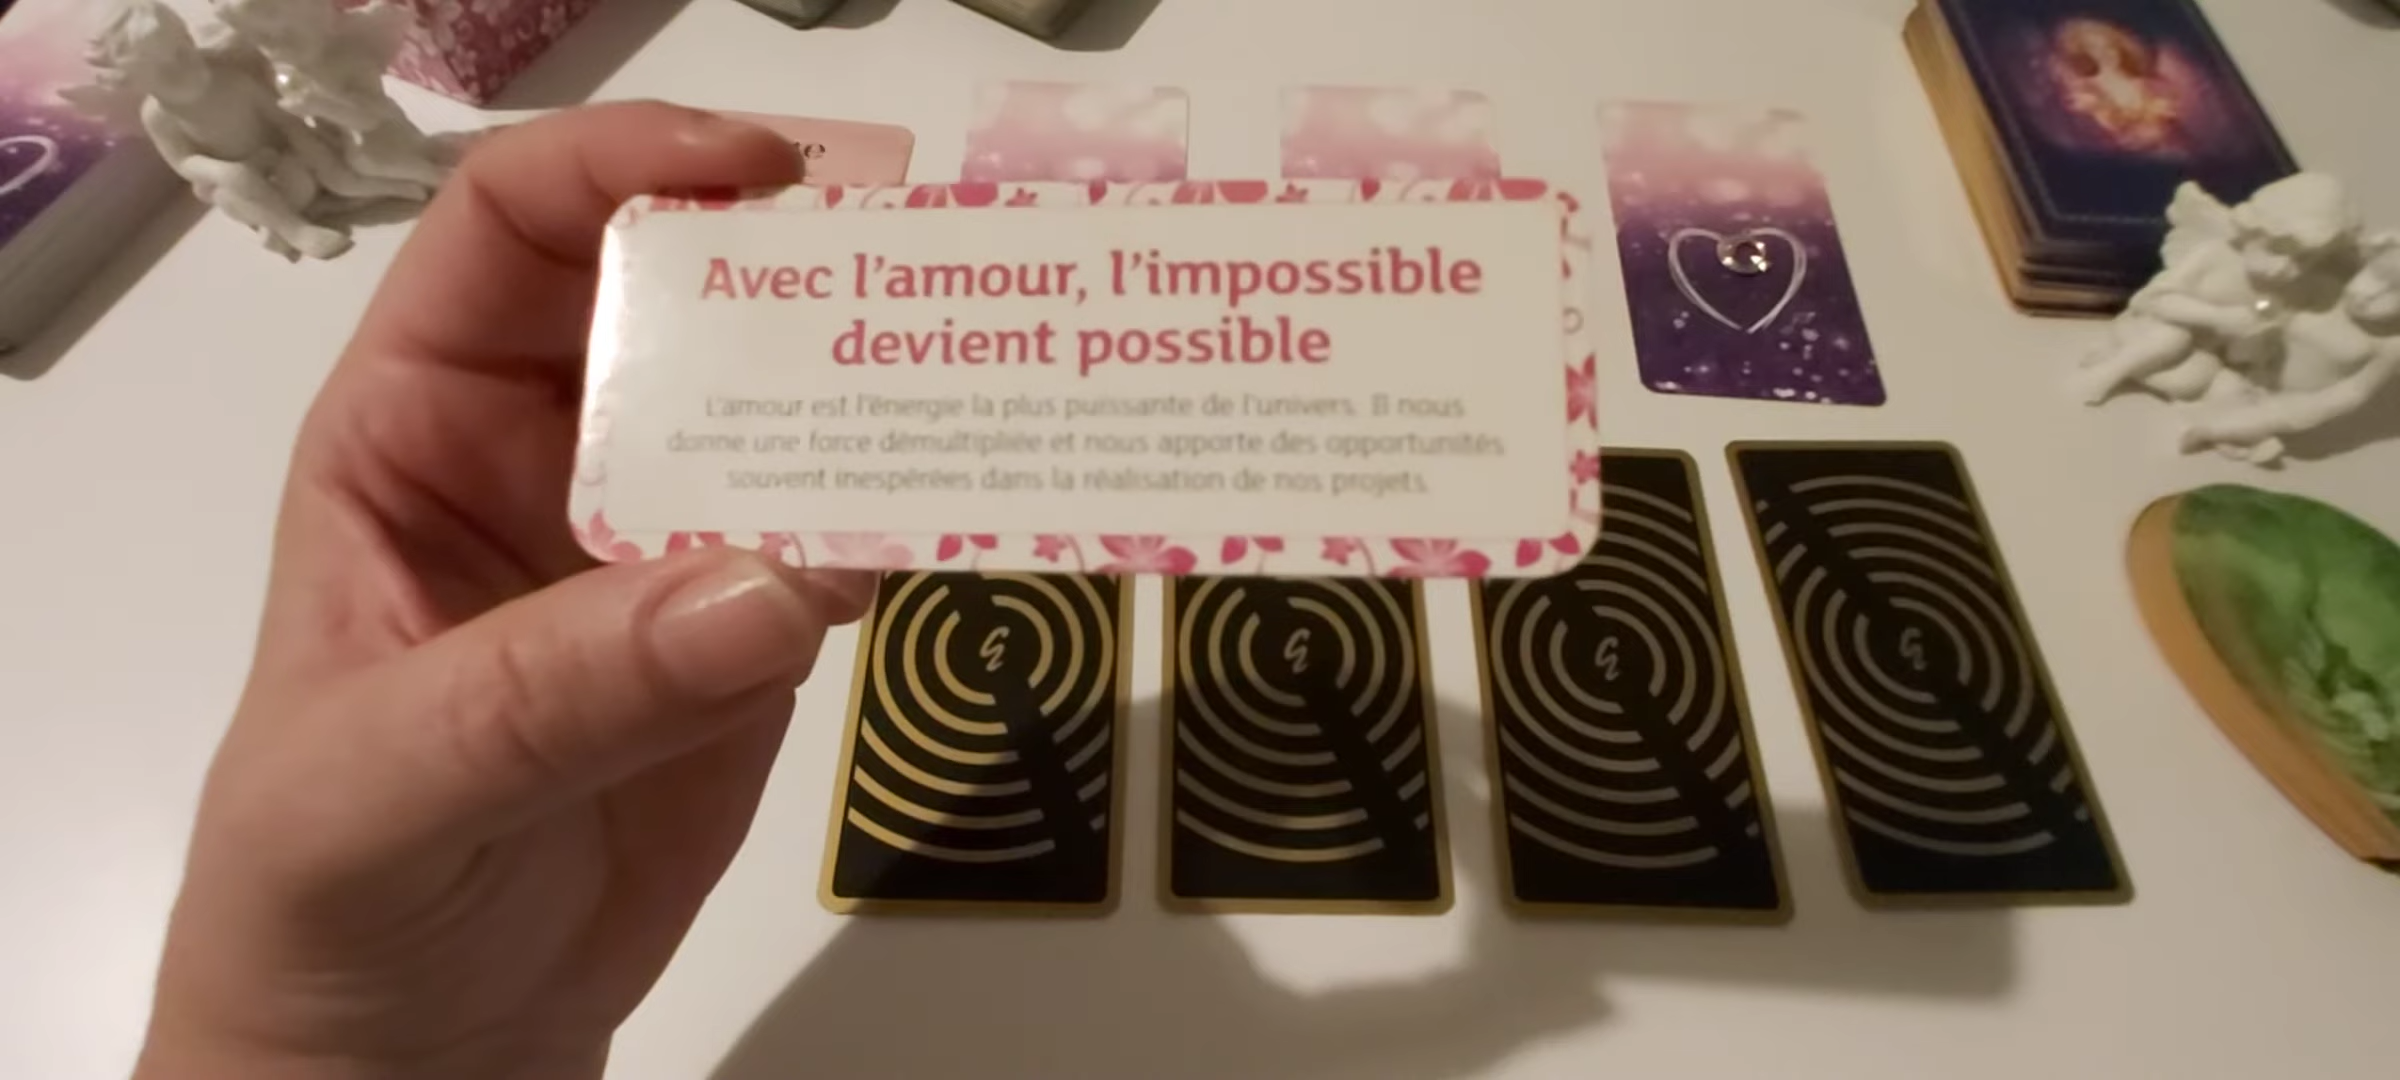 te
Avec l'amour, l'impossible
devient possible
L'amour est l'énergie la plus puissante de l'univers. Il nous
donne une force démultipliée et nous apporte des opportunités
souvent inespérées dans la réalisation de nos projets.